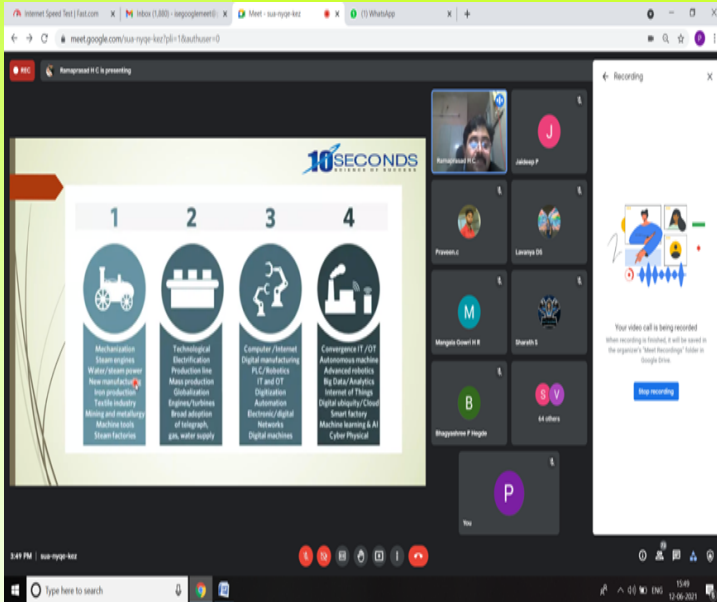 Internet Speed Test | Fast.com
Inbox (1,880) - isegooglemeet@
Meet - sua-nyqe-kez
(1) WhatsApp
meet.google.com/sua-nyqe-kez?pli=1&authuser=0
REC
Ramaprasad H C is presenting
10SECONDS
SCIENCE OF SUCCESS
1
2
3
4
Mechanization
Steam engines
Water/steam power
New manufacturing
Iron production
Textile industry
Mining and metallurgy
Machine tools
Steam factories
Technological
Electrification
Production line
Mass production
Globalization
Engines/turbines
Broad adoption
of telegraph,
gas, water supply
Computer/Internet
Digital manufacturing
PLC/Robotics
IT and OT
Digitization
Automation
Electronic/digital
Networks
Digital machines
Convergence IT/OT
Autonomous machine
Advanced robotics
Big Data/Analytics
Internet of Things
Digital ubiquity/Cloud
Smart factory
Machine learning & AI
Cyber Physical
Ramaprasad H C
J
Jaideep P
Praveen.c
Lavanya DS
M
Mangala Gowri H R
Sharath S
B
Bhagyashree P Hegde
S V
64 others
P
You
Recording
Your video call is being recorded
When recording is finished, it will be saved in
the organizer's "Meet Recordings" folder in
Google Drive.
Stop recording
3:49 PM | sua-nyqe-kez
Type here to search
ENG
15:49
12-06-2021